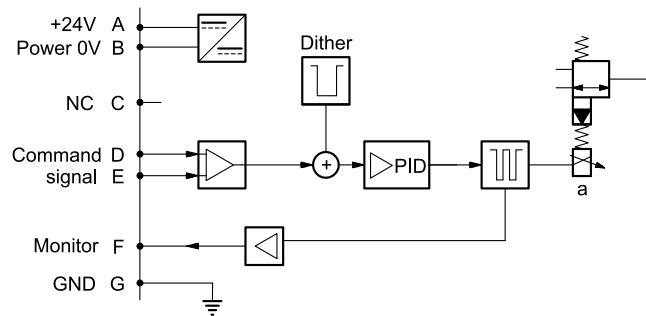 +24V A
Power 0V B
Dither
NC C
Command D
signal E
+
PID
a
Monitor F
GND G